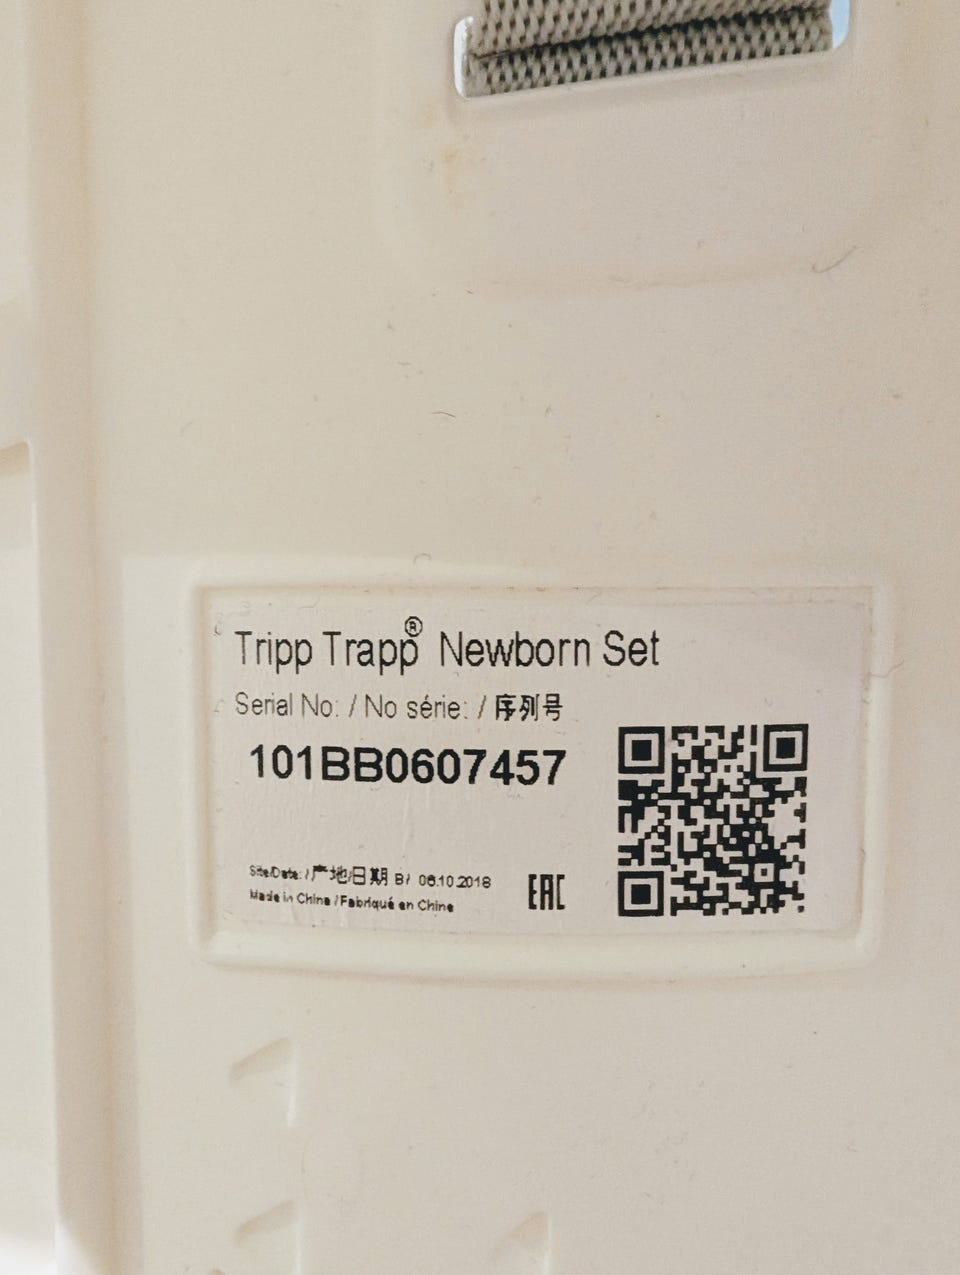 Tripp Trapp® Newborn Set
Serial No: / No série: / 序列号
101BB0607457
Site/Date: /产地/日期 B/ 06.10.2018
Made in China / Fabriqué en Chine
EAC